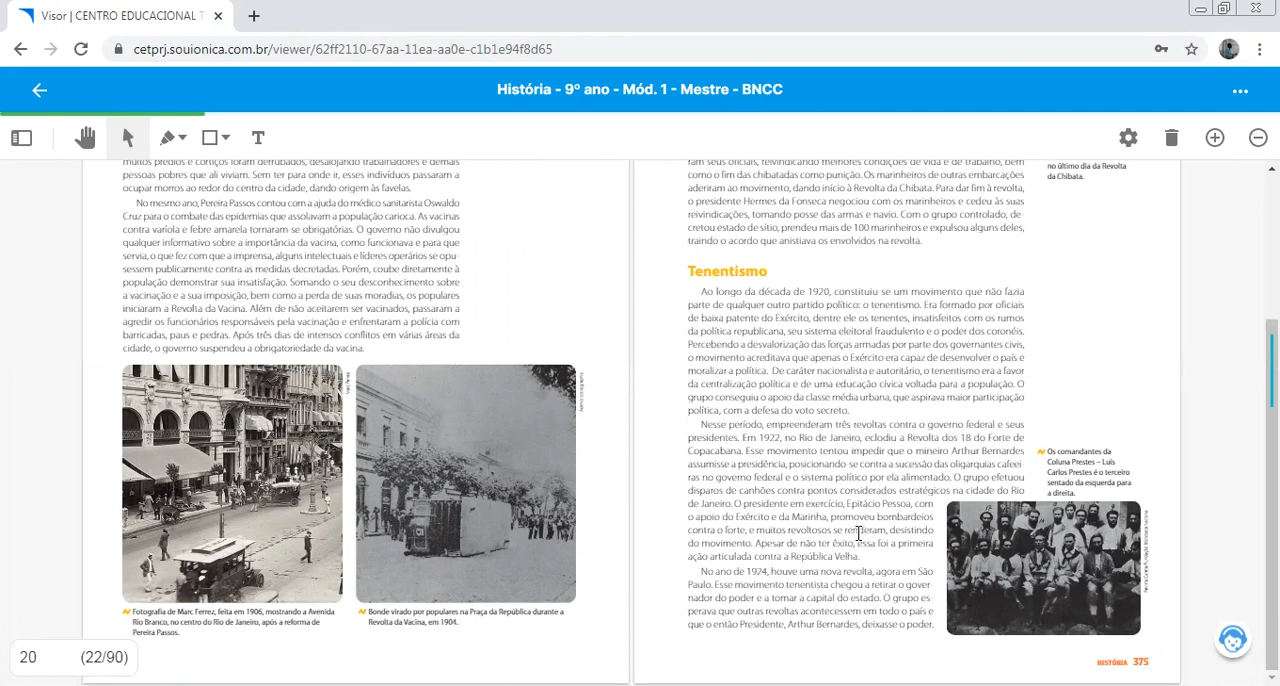 Visor | CENTRO EDUCACIONAL T
cetprj.souionica.com.br/viewer/62ff2110-67aa-11ea-aa0e-c1b1e94f8d65
História - 9º ano - Mód. 1 - Mestre - BNCC
muitos prédios e cortiços foram derrubados, desalojando trabalhadores e demais
pessoas pobres que ali viviam. Sem ter para onde ir, esses indivíduos passaram a
ocupar morros ao redor do centro da cidade, dando origem às favelas.
No mesmo ano, Pereira Passos contou com a ajuda do médico sanitarista Oswaldo
Cruz para o combate das epidemias que assolavam a população carioca. As vacinas
contra varíola e febre amarela tornaram-se obrigatórias. O governo não divulgou
qualquer informativo sobre a importância da vacina, como funcionava e para que
servia, o que fez com que a imprensa, alguns intelectuais e líderes operários se opu-
sessem publicamente contra as medidas decretadas. Porém, coube diretamente à
população demonstrar sua insatisfação. Somando o seu desconhecimento sobre
a vacinação e a sua imposição, bem como a perda de suas moradias, os populares
iniciaram a Revolta da Vacina. Além de não aceitarem ser vacinados, passaram a
agredir os funcionários responsáveis pela vacinação e enfrentaram a polícia com
barricadas, paus e pedras. Após três dias de intensos conflitos em várias áreas da
cidade, o governo suspendeu a obrigatoriedade da vacina.
Fotografia de Marc Ferrez, feita em 1906, mostrando a Avenida
Rio Branco, no centro do Rio de Janeiro, após a reforma de
Pereira Passos.
Bonde virado por populares na Praça da República durante a
Revolta da Vacina, em 1904.
ram seus oficiais, reivindicando melhores condições de vida e de trabalho, bem
como o fim das chibatadas como punição. Os marinheiros de outras embarcações
aderiram ao movimento, dando início à Revolta da Chibata. Para dar fim à revolta,
o presidente Hermes da Fonseca negociou com os marinheiros e cedeu às suas
reivindicações, tomando posse das armas e navio. Com o grupo controlado, de-
cretou estado de sítio, prendeu mais de 100 marinheiros e expulsou alguns deles,
traindo o acordo que anistiava os envolvidos na revolta.
no último dia da Revolta
da Chibata.
Tenentismo
Ao longo da década de 1920, constituiu-se um movimento que não fazia
parte de qualquer outro partido político: o tenentismo. Era formado por oficiais
de baixa patente do Exército, dentre ele os tenentes, insatisfeitos com os rumos
da política republicana, seu sistema eleitoral fraudulento e o poder dos coronéis.
Percebendo a desvalorização das forças armadas por parte dos governantes civis,
o movimento acreditava que apenas o Exército era capaz de desenvolver o país e
moralizar a política. De caráter nacionalista e autoritário, o tenentismo era a favor
da centralização política e de uma educação cívica voltada para a população. O
grupo conseguiu o apoio da classe média urbana, que aspirava maior participação
política, com a defesa do voto secreto.
Nesse período, empreenderam três revoltas contra o governo federal e seus
presidentes. Em 1922, no Rio de Janeiro, eclodiu a Revolta dos 18 do Forte de
Copacabana. Esse movimento tentou impedir que o mineiro Arthur Bernardes
assumisse a presidência, posicionando-se contra a sucessão das oligarquias cafeei-
ras no governo federal e o sistema político por ela alimentado. O grupo efetuou
disparos de canhões contra pontos considerados estratégicos na cidade do Rio
de Janeiro. O presidente em exercício, Epitácio Pessoa, com
o apoio do Exército e da Marinha, promoveu bombardeios
contra o forte, e muitos revoltosos se retiraram, desistindo
do movimento. Apesar de não ter êxito, essa foi a primeira
ação articulada contra a República Velha.
No ano de 1924, houve uma nova revolta, agora em São
Paulo. Esse movimento tenentista chegou a retirar o gover-
nador do poder e a tomar a capital do estado. O grupo es-
perava que outras revoltas acontecessem em todo o país e
que o então Presidente, Arthur Bernardes, deixasse o poder.
Os comandantes da
Coluna Prestes – Luís
Carlos Prestes é o terceiro
sentado da esquerda para
a direita.
HISTÓRIA 375
20 (22/90)